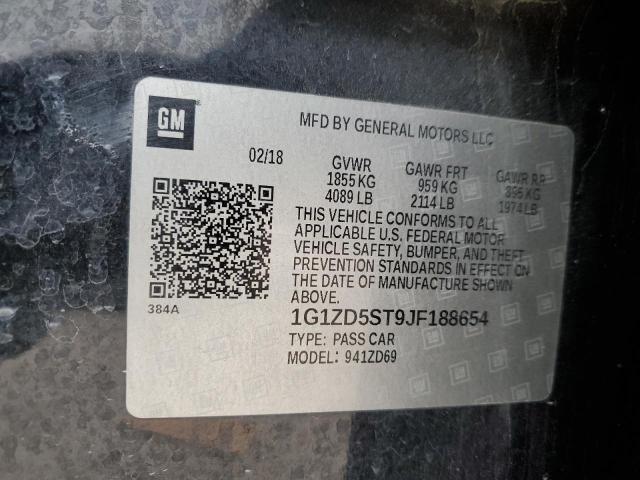 GM
MFD BY GENERAL MOTORS LLC
02/18
GVWR
1855 KG
4089 LB
GAWR FRT
959 KG
2114 LB
GAWR RR
896 KG
1974 LB
THIS VEHICLE CONFORMS TO ALL
APPLICABLE U.S. FEDERAL MOTOR
VEHICLE SAFETY, BUMPER, AND THEFT
PREVENTION STANDARDS IN EFFECT ON
THE DATE OF MANUFACTURE SHOWN
ABOVE.
384A
1G1ZD5ST9JF188654
TYPE: PASS CAR
MODEL: 941ZD69